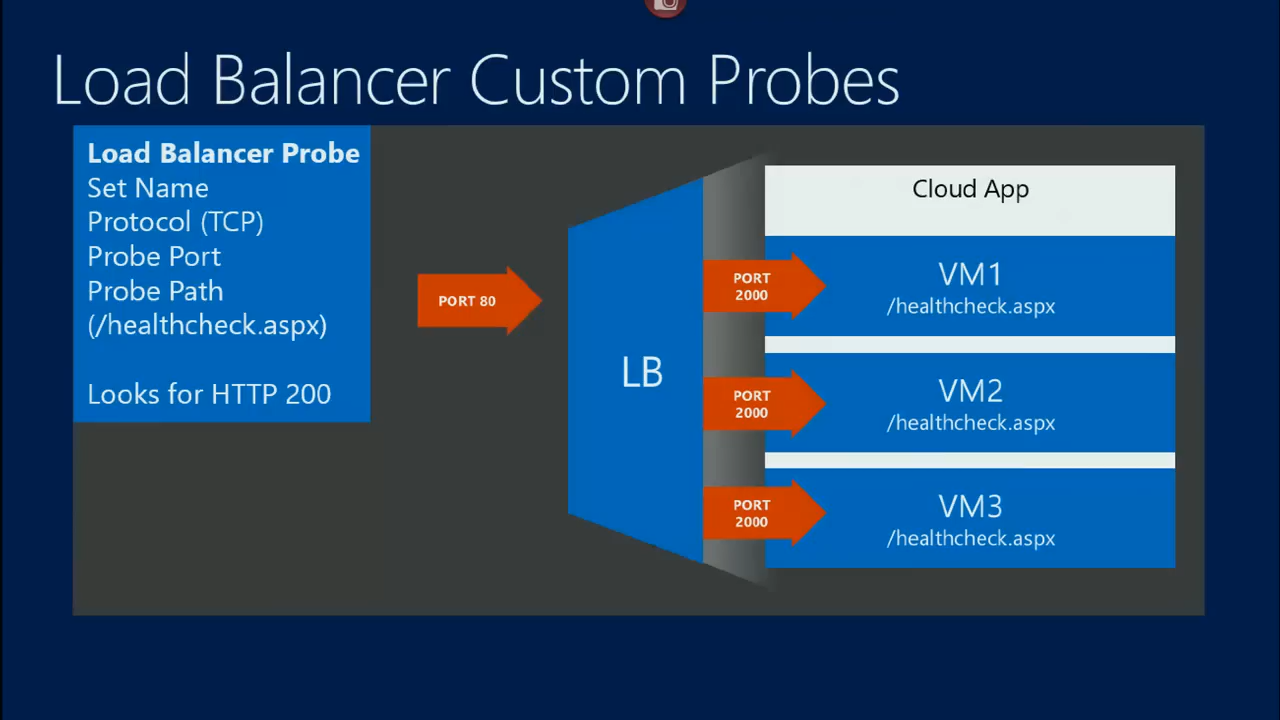 Load Balancer Custom Probes
Load Balancer Probe
Set Name
Protocol (TCP)
Probe Port
Probe Path
(/healthcheck.aspx)
Looks for HTTP 200
PORT 80
LB
PORT
2000
PORT
2000
PORT
2000
Cloud App
VM1
/healthcheck.aspx
VM2
/healthcheck.aspx
VM3
/healthcheck.aspx